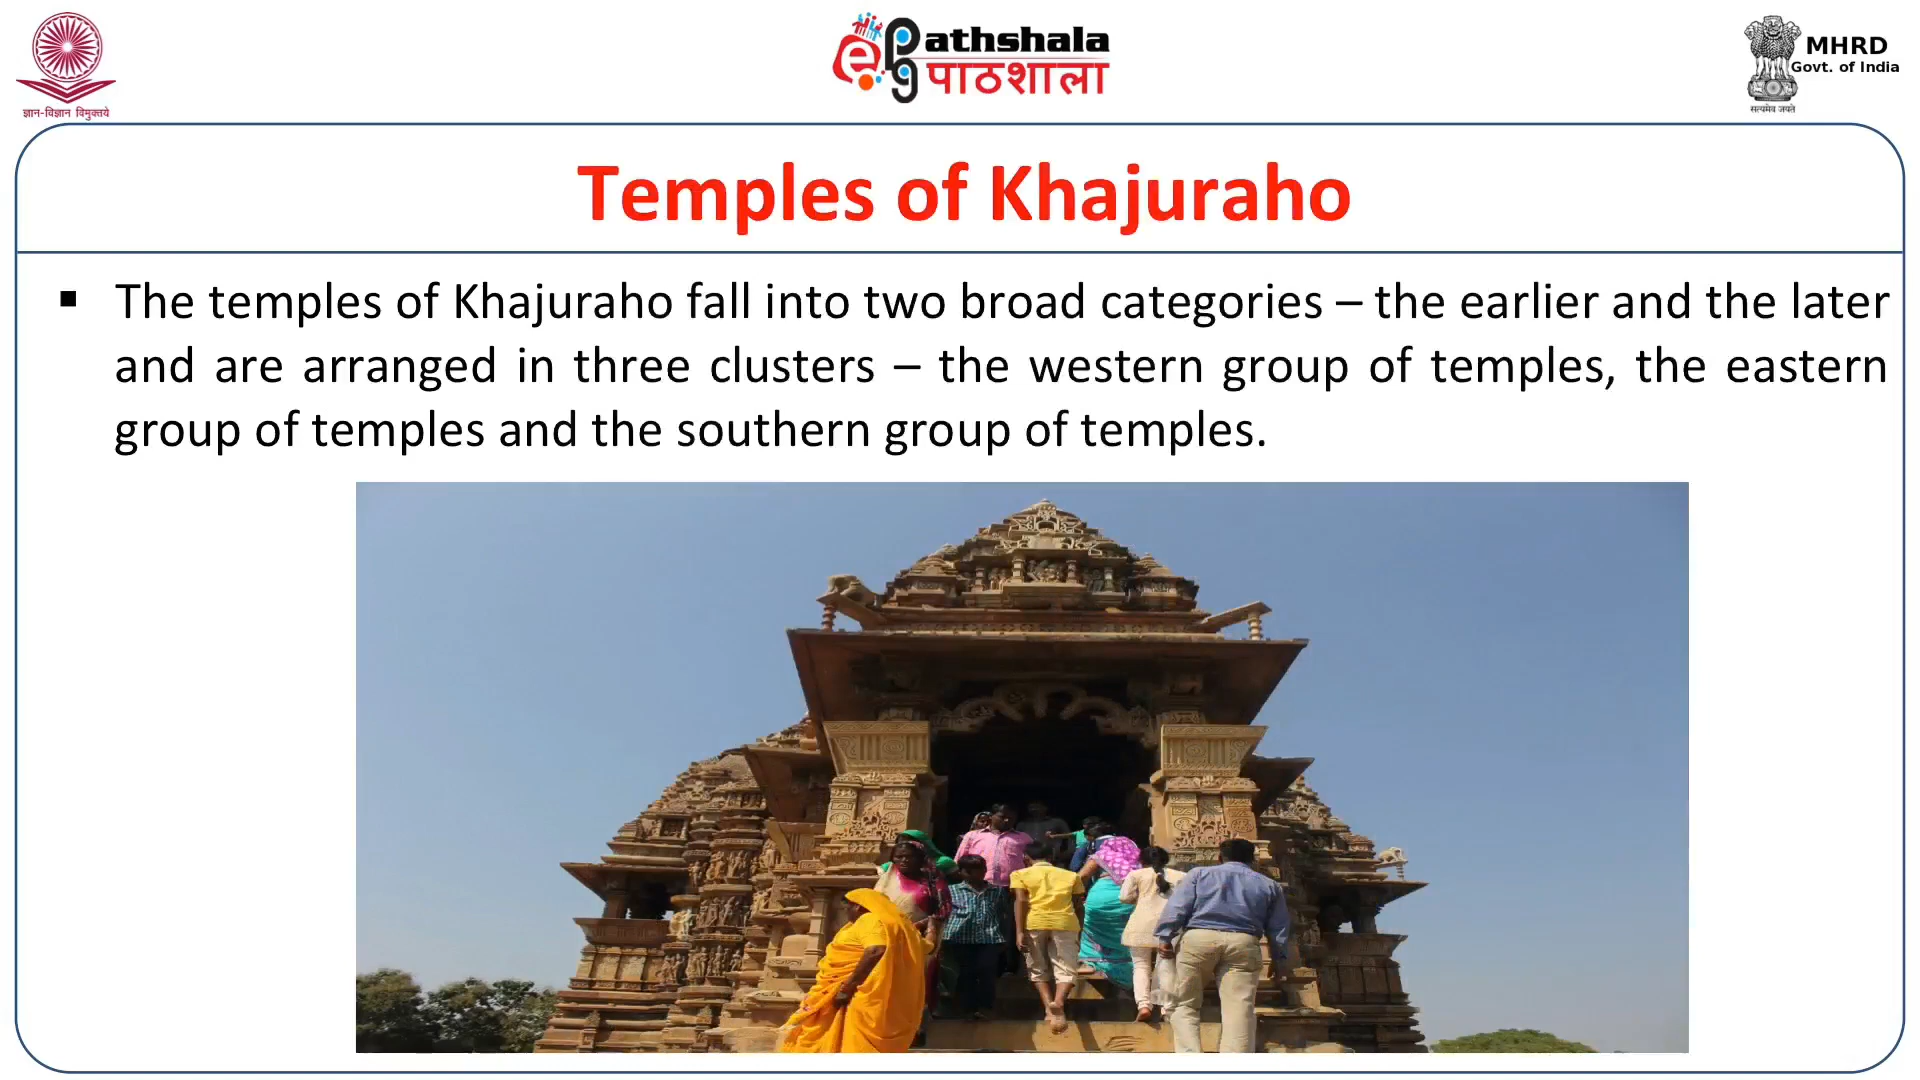 ज्ञान-विज्ञान विमुक्तये
e
pg
Pathshala
पाठशाला
MHRD
Govt. of India
सत्यमेव जयते
Temples of Khajuraho
▪ The temples of Khajuraho fall into two broad categories – the earlier and the later
and are arranged in three clusters – the western group of temples, the eastern
group of temples and the southern group of temples.